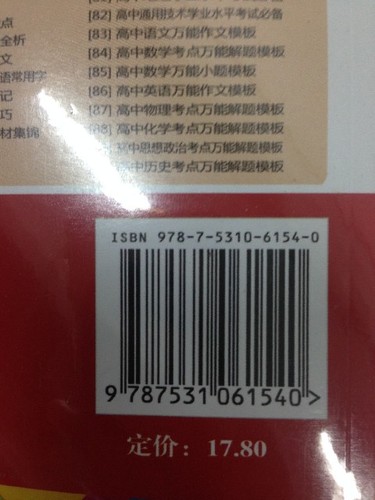 [82] 高中通用技术学业水平考试必备
点
[83] 高中语文万能作文模板
全析
[84] 高中数学考点万能解题模板
文
[85] 高中数学万能小题模板
语常用字
[86] 高中英语万能作文模板
记
[87] 高中物理考点万能解题模板
巧
[88] 高中化学考点万能解题模板
材集锦
高中思想政治考点万能解题模板
高中历史考点万能解题模板
ISBN 978-7-5310-6154-0
9 787531 061540 >
定价：17.80